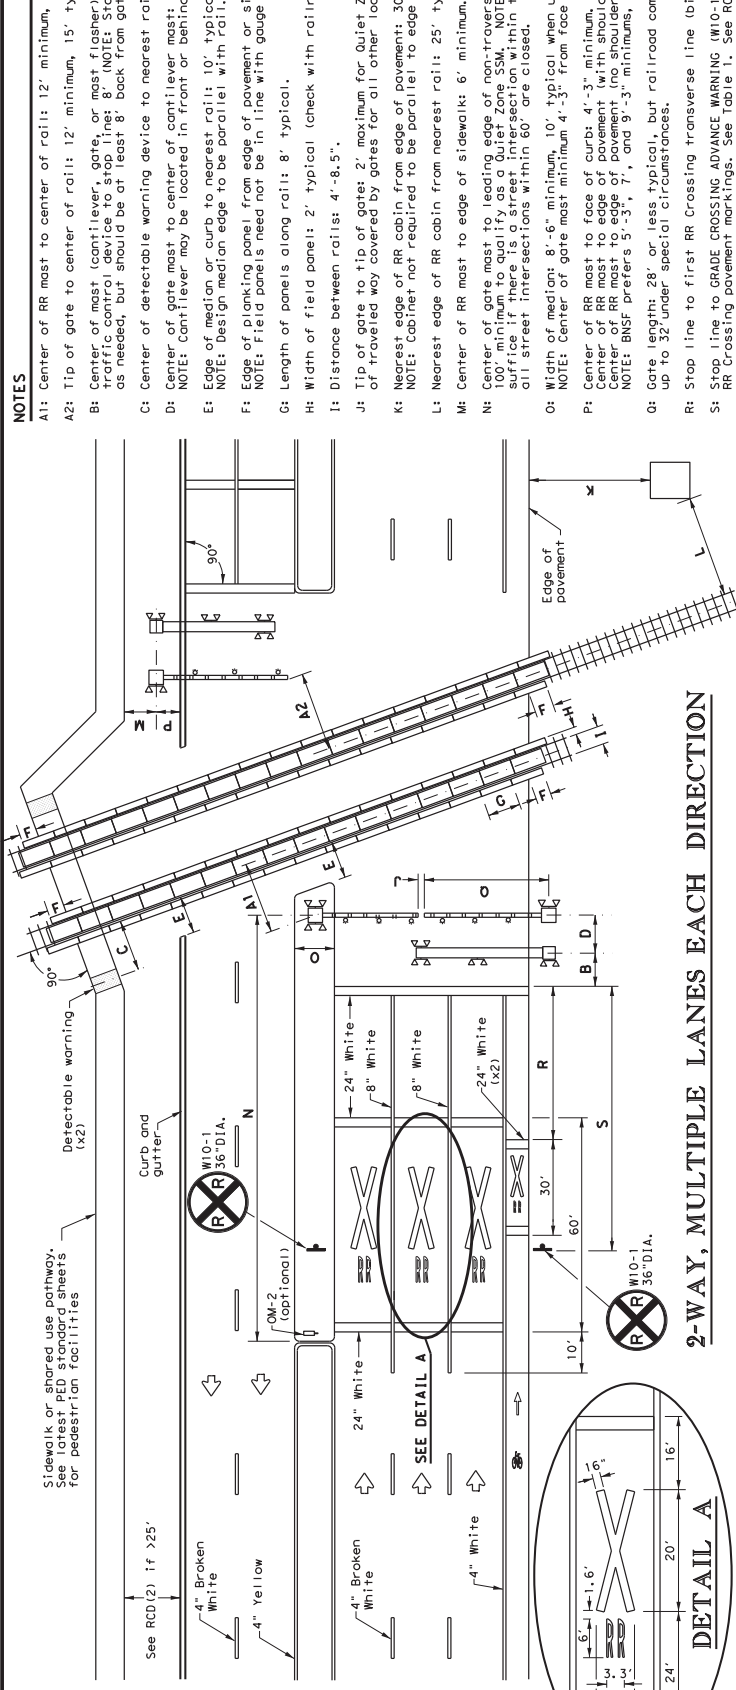 NOTES
A1: Center of RR mast to center of rail: 12' minimum,
A2: Tip of gate to center of rail: 12' minimum, 15' ty
B: Center of mast (cantilever, gate, or mast flasher)
traffic control device to stop line: 8' (NOTE: Sto
as needed, but should be at least 8' back from gat
C: Center of detectable warning device to nearest rai
D: Center of gate mast to center of cantilever mast:
NOTE: Cantilever may be located in front or behind
E: Edge of median or curb to nearest rail: 10' typica
NOTE: Design median edge to be parallel with rail.
F: Edge of planking panel from edge of pavement or si
NOTE: Field panels need not be in line with gauge
G: Length of panels along rail: 8' typical.
H: Width of field panel: 2' typical (check with railr
I: Distance between rails: 4'-8.5".
J: Tip of gate to tip of gate: 2' maximum for Quiet Z
of traveled way covered by gates for all other loc
K: Nearest edge of RR cabin from edge of pavement: 30
NOTE: Cabinet not required to be parallel to edge
L: Nearest edge of RR cabin from nearest rail: 25' ty
M: Center of RR mast to edge of sidewalk: 6' minimum.
N: Center of gate mast to leading edge of non-travers
100' minimum to qualify as a Quiet Zone SSM. NOTE
suffice if there is a street intersection within t
all street intersections within 60' are closed.
O: Width of median: 8'-6" minimum, 10' typical when u
NOTE: Center of gate mast minimum 4'-3" from face
P: Center of RR mast to face of curb: 4'-3" minimum.
Center of RR mast to edge of pavement (with shoulc
Center of RR mast to edge of pavement (no shoulder
NOTE: BNSF prefers 5'-3", 7', and 9'-3" minimums,
Q: Gate length: 28' or less typical, but railroad com
up to 32'under special circumstances.
R: Stop line to first RR Crossing transverse line (bi
S: Stop line to GRADE CROSSING ADVANCE WARNING (W10-1
RR Crossing pavement markings. See Table 1. See RC
Sidewalk or shared use pathway.
See latest PED standard sheets
for pedestrian facilities
Detectable warning
(x2)
Curb and
gutter
See RCD(2) if >25'
4" Broken
White
4" Yellow
4" Broken
White
4" White
W10-1
36"DIA.
R R
OM-2
(optional)
24" White
8" White
8" White
24" White
(x2)
24" White
SEE DETAIL A
RR
RR
RR
90°
90°
Edge of
pavement
A1
A2
B
C
D
E
E
F
F
F
F
G
H
I
J
K
L
M
N
O
P
Q
R
S
30'
60'
10'
W10-1
36"DIA.
R R
16"
1.6'
6'
RR
3.3'
24'
20'
16'
DETAIL A
2-WAY, MULTIPLE LANES EACH DIRECTION